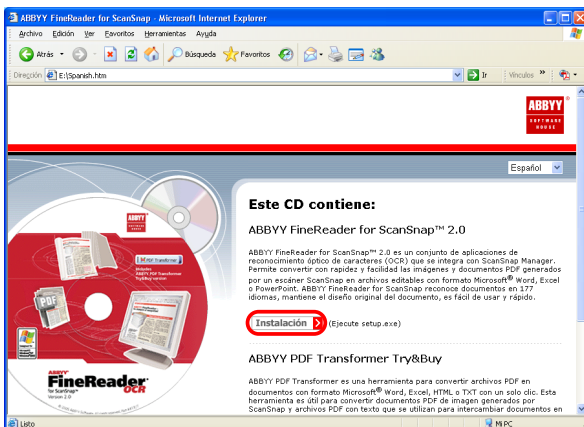 ABBYY FineReader for ScanSnap - Microsoft Internet Explorer
Archivo Edición Ver Favoritos Herramientas Ayuda
Atrás Búsqueda Favoritos
Dirección E:\Spanish.htm Ir Vínculos »
ABBYY
SOFTWARE
HOUSE
Español
Este CD contiene:
ABBYY FineReader for ScanSnap™ 2.0
ABBYY FineReader for ScanSnap™ 2.0 es un conjunto de aplicaciones de
reconocimiento óptico de caracteres (OCR) que se integra con ScanSnap Manager.
Permite convertir con rapidez y facilidad las imágenes y documentos PDF generados
por un escáner ScanSnap en archivos editables con formato Microsoft® Word, Excel
o PowerPoint. ABBYY FineReader for ScanSnap reconoce documentos en 177
idiomas, mantiene el diseño original del documento, es fácil de usar y rápido.
Instalación (Ejecute setup.exe)
ABBYY PDF Transformer Try&Buy
ABBYY PDF Transformer es una herramienta para convertir archivos PDF en
documentos con formato Microsoft® Word, Excel, HTML o TXT con un solo clic. Esta
herramienta es útil para convertir documentos PDF de imagen generados por
ScanSnap y archivos PDF con texto que se utilizan para intercambiar documentos en
ABBYY
PDF Transformer
Includes
ABBYY PDF Transformer
Try&Buy version
PDF
ABBYY
FineReader
OCR
for ScanSnap™
Version 2.0
Listo Mi PC